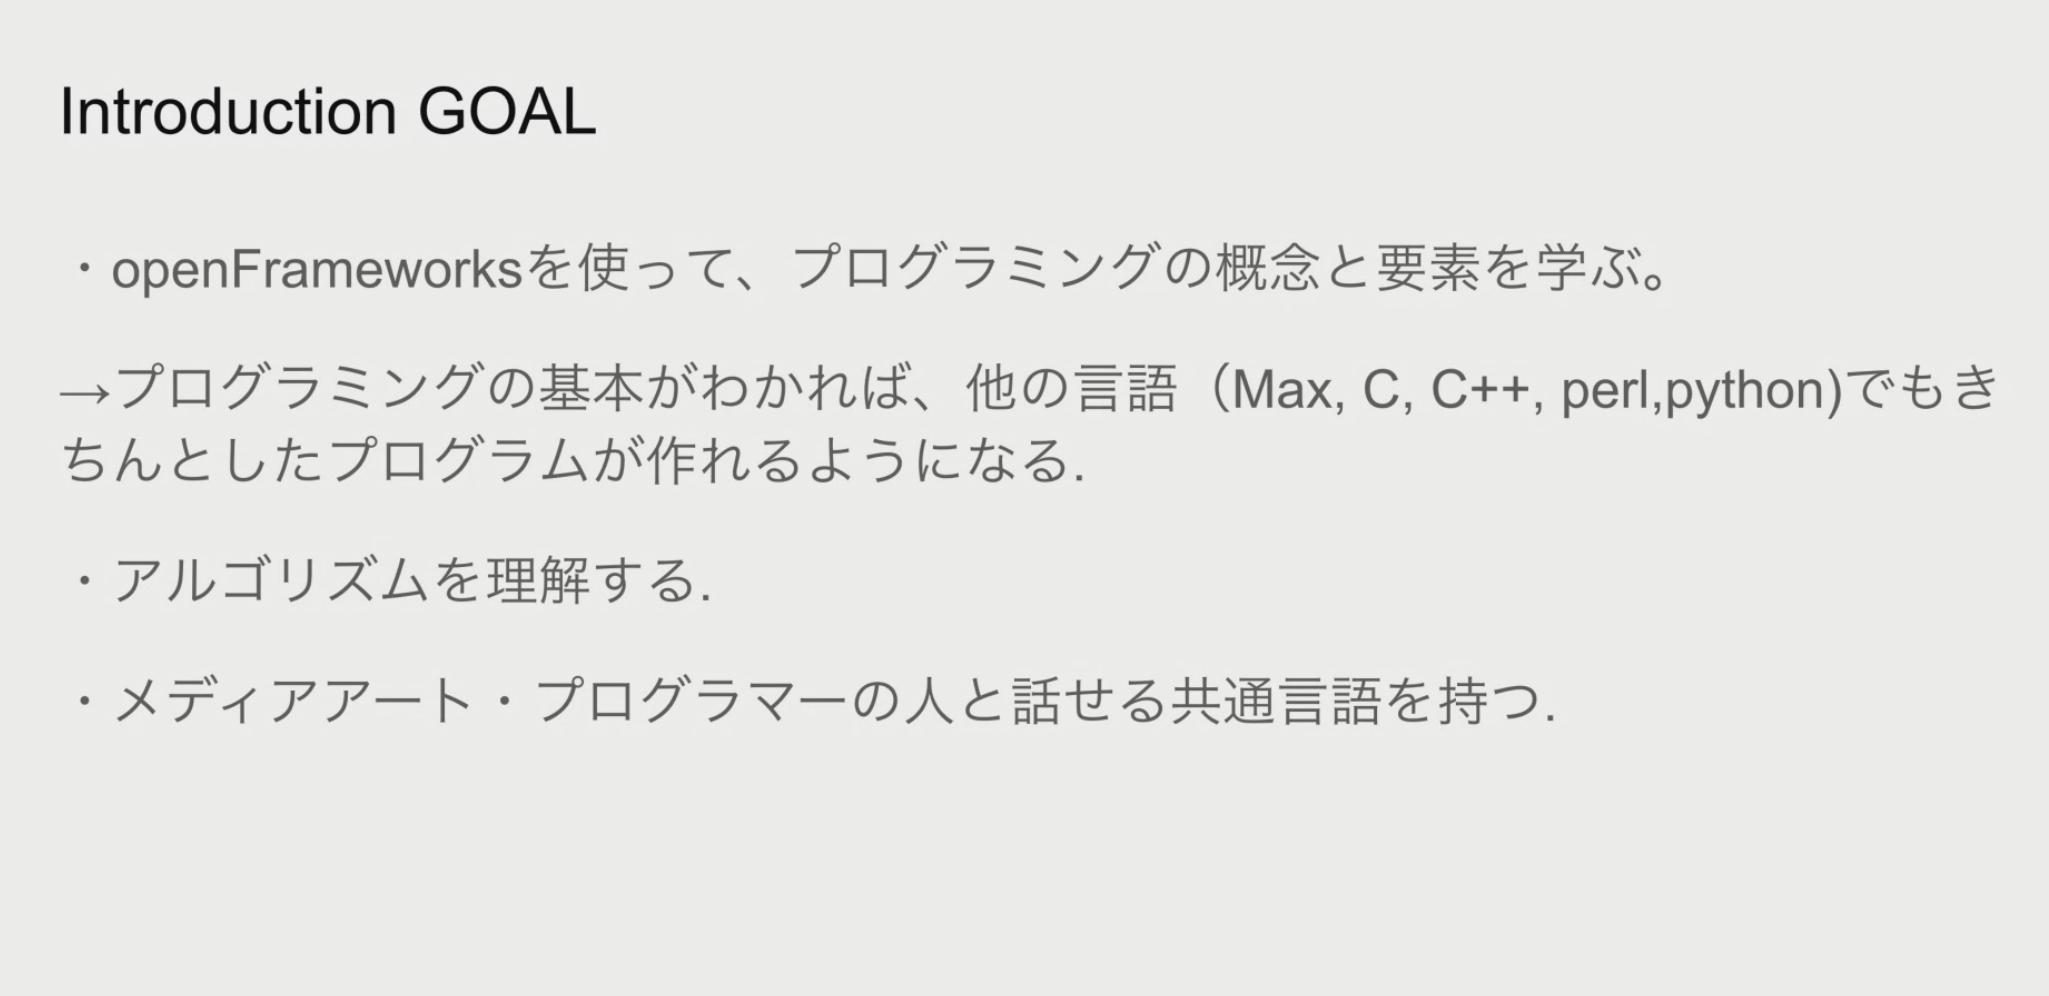 Introduction GOAL
・openFrameworksを使って、プログラミングの概念と要素を学ぶ。
→プログラミングの基本がわかれば、他の言語（Max, C, C++, perl,python)でもき
ちんとしたプログラムが作れるようになる.
・アルゴリズムを理解する.
・メディアアート・プログラマーの人と話せる共通言語を持つ.